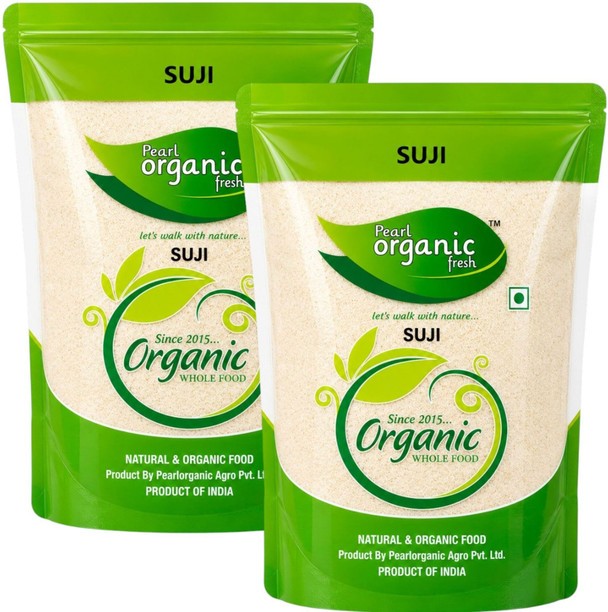 SUJI
Pearl
organic
fresh
let's walk with nature...
SUJI
Since 2015...
Organic
WHOLE FOOD
NATURAL & ORGANIC FOOD
Product By Pearlorganic Agro Pvt. Lt
PRODUCT OF INDIA
SUJI
Pearl
organic
fresh
TM
let's walk with nature...
SUJI
Since 2015...
Organic
WHOLE FOOD
NATURAL & ORGANIC FOOD
Product By Pearlorganic Agro Pvt. Ltd.
PRODUCT OF INDIA